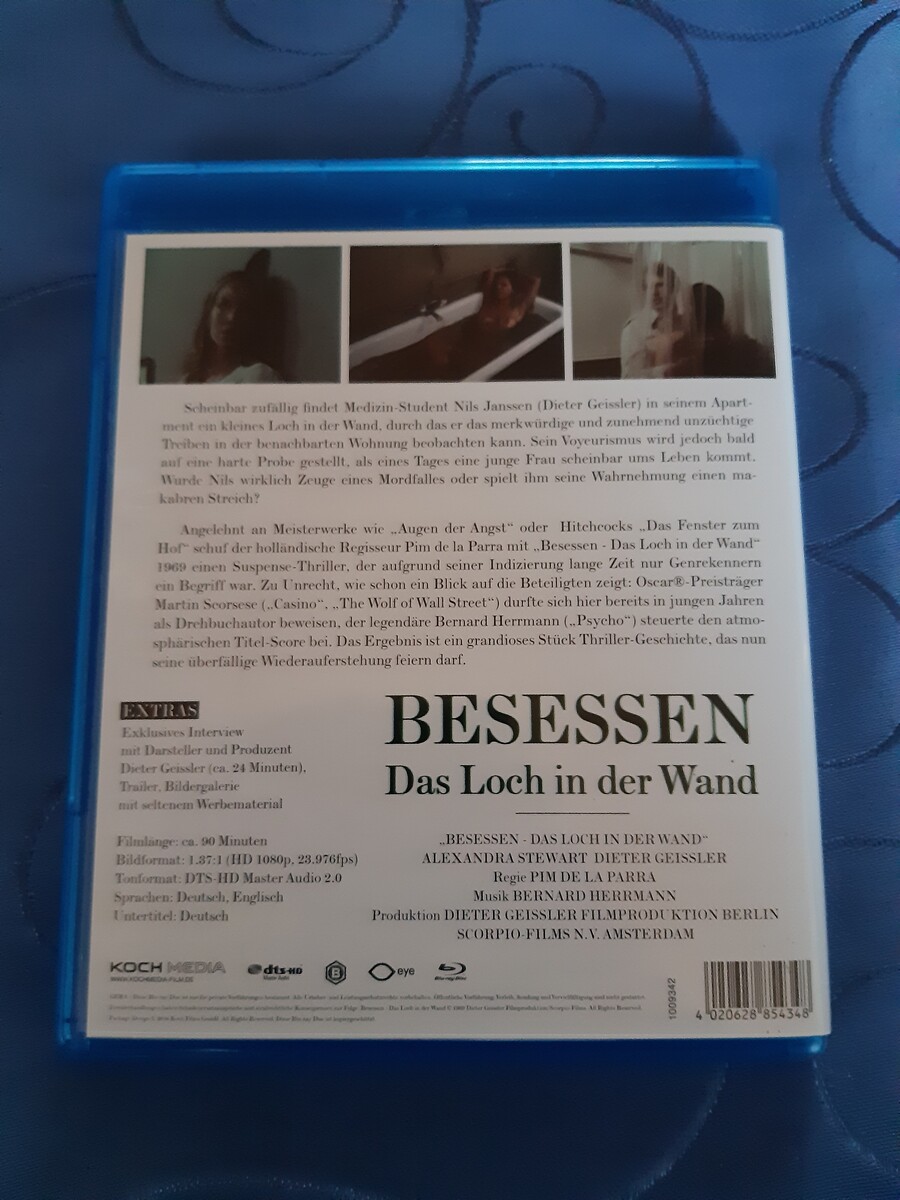 Scheinbar zufällig findet Medizin-Student Nils Janssen (Dieter Geissler) in seinem Apart-
ment ein kleines Loch in der Wand, durch das er das merkwürdige und zunehmend unzüchtige
Treiben in der benachbarten Wohnung beobachten kann. Sein Voyeurismus wird jedoch bald
auf eine harte Probe gestellt, als eines Tages eine junge Frau scheinbar ums Leben kommt.
Wurde Nils wirklich Zeuge eines Mordfalles oder spielt ihm seine Wahrnehmung einen ma-
kabren Streich?
Angelehnt an Meisterwerke wie „Augen der Angst“ oder Hitchcocks „Das Fenster zum
Hof“ schuf der holländische Regisseur Pim de la Parra mit „Besessen - Das Loch in der Wand“
1969 einen Suspense-Thriller, der aufgrund seiner Indizierung lange Zeit nur Genrekennern
ein Begriff war. Zu Unrecht, wie schon ein Blick auf die Beteiligten zeigt: Oscar®-Preisträger
Martin Scorsese („Casino“, „The Wolf of Wall Street“) durfte sich hier bereits in jungen Jahren
als Drehbuchautor beweisen, der legendäre Bernard Herrmann („Psycho“) steuerte den atmo-
sphärischen Titel-Score bei. Das Ergebnis ist ein grandioses Stück Thriller-Geschichte, das nun
seine überfällige Wiederauferstehung feiern darf.
EXTRAS
Exklusives Interview
mit Darsteller und Produzent
Dieter Geissler (ca. 24 Minuten),
Trailer, Bildergalerie
mit seltenem Werbematerial
Filmlänge: ca. 90 Minuten
Bildformat: 1.37:1 (HD 1080p, 23.976fps)
Tonformat: DTS-HD Master Audio 2.0
Sprachen: Deutsch, Englisch
Untertitel: Deutsch
BESESSEN
Das Loch in der Wand
„BESESSEN - DAS LOCH IN DER WAND“
ALEXANDRA STEWART DIETER GEISSLER
Regie PIM DE LA PARRA
Musik BERNARD HERRMANN
Produktion DIETER GEISSLER FILMPRODUKTION BERLIN
SCORPIO-FILMS N.V. AMSTERDAM
KOCH MEDIA
WWW.KOCHMEDIA-FILM.DE
dts-HD
B
eye
Blu-ray Disc
1009342
4 020628 854348